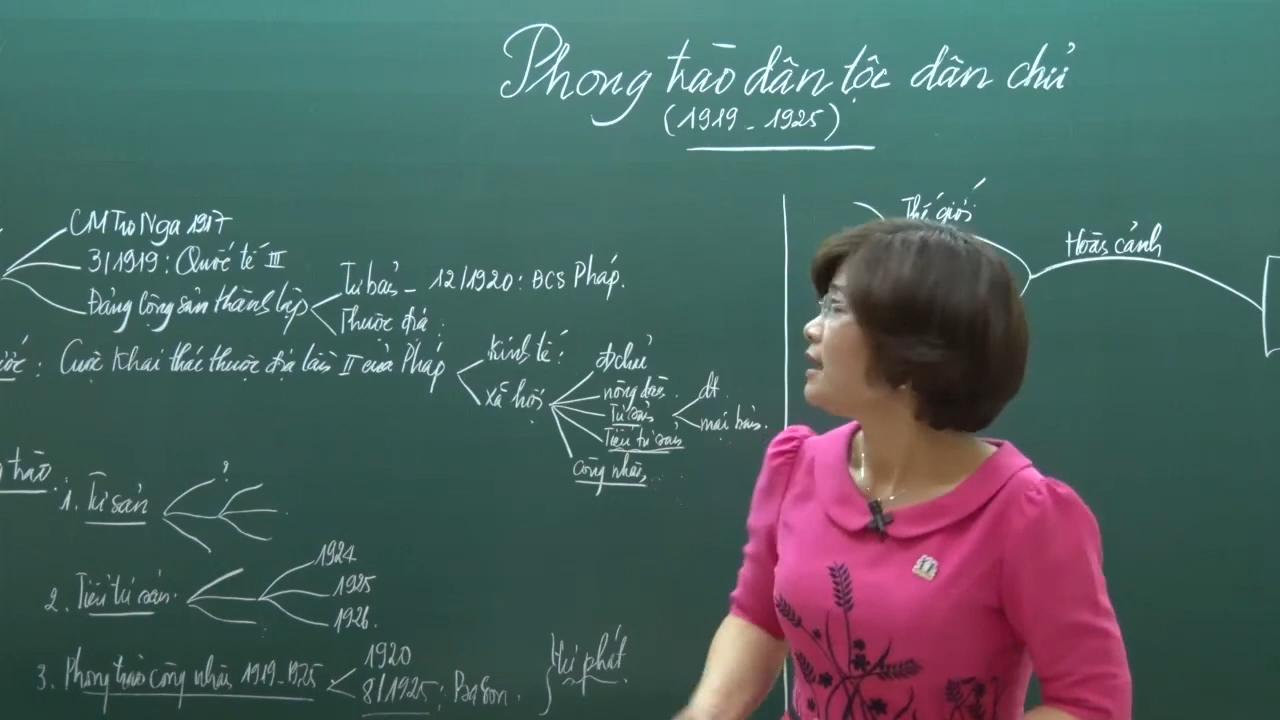 Phong trào dân tộc dân chủ
(1919 - 1925)
CMT10 Nga 1917
3/1919: Quốc tế III
Đảng Cộng sản thành lập
Tư bản - 12/1920: ĐCS Pháp.
Thuộc địa:
ước: Cuộc khai thác thuộc địa lần II của Pháp
Kinh tế:
Xã hội
Đ.chủ
nông dân.
Tư sản
dt
mại bản.
Tiểu tư sản
Công nhân
g trào.
1. Tư sản
?
2. Tiểu tư sản.
1924
1925
1926.
3. Phong trào công nhân 1919-1925
1920
8/1925: Ba Son.
} tự phát.
Thế giới
Hoàn cảnh